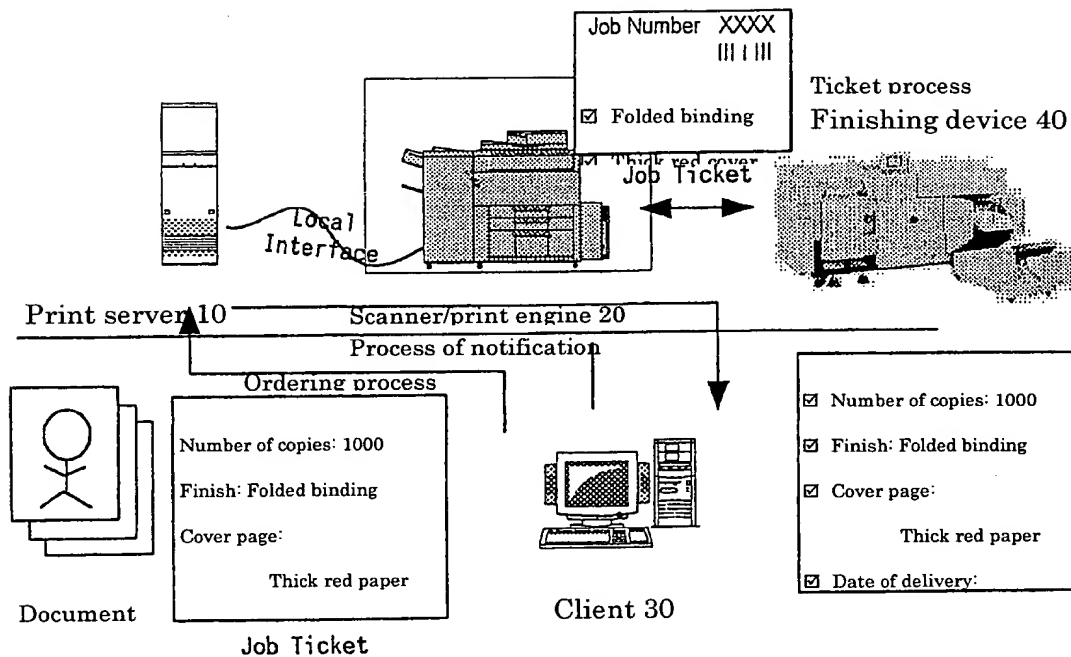 Job Number XXXX
☑ Folded binding
☑ Thick red cover
Job Ticket
Ticket process
Finishing device 40
Local
Interface
Print server 10
Scanner/print engine 20
Process of notification
Ordering process
Number of copies: 1000
Finish: Folded binding
Cover page:
Thick red paper
Document
Job Ticket
Client 30
☑ Number of copies: 1000
☑ Finish: Folded binding
☑ Cover page:
Thick red paper
☑ Date of delivery: